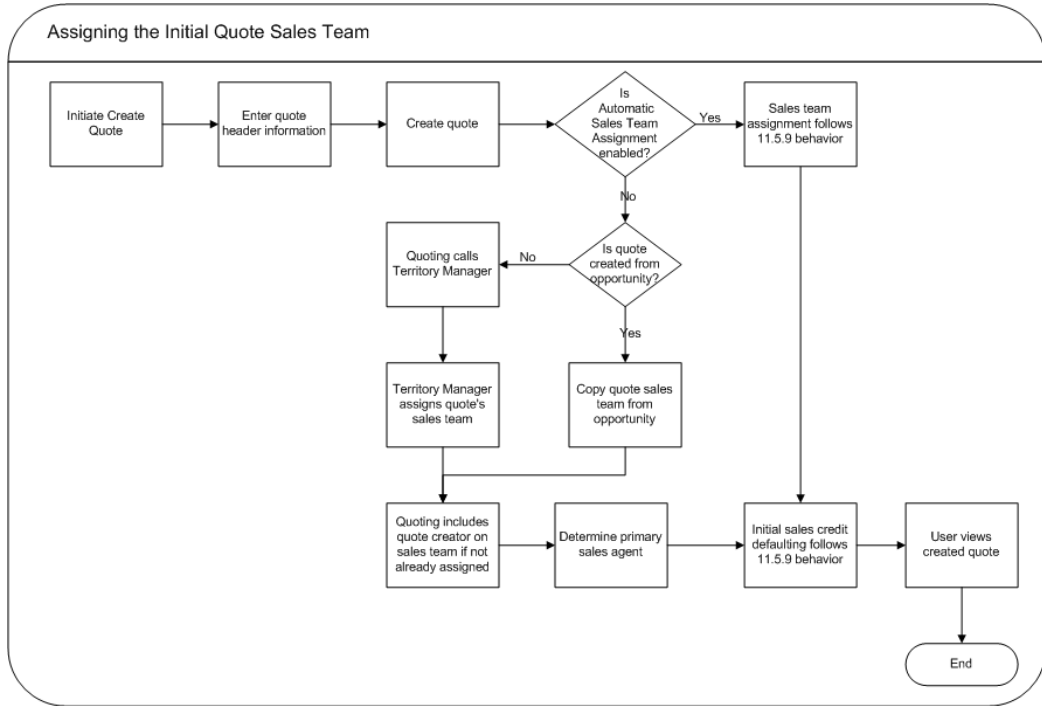 Assigning the Initial Quote Sales Team
Initiate Create
Quote
Enter quote
header information
Create quote
Is
Automatic
Sales Team
Assignment
enabled?
Yes
Sales team
assignment follows
11.5.9 behavior
No
Quoting calls
Territory Manager
No
Is quote
created from
opportunity?
Yes
Territory Manager
assigns quote's
sales team
Copy quote sales
team from
opportunity
Quoting includes
quote creator on
sales team if not
already assigned
Determine primary
sales agent
Initial sales credit
defaulting follows
11.5.9 behavior
User views
created quote
End